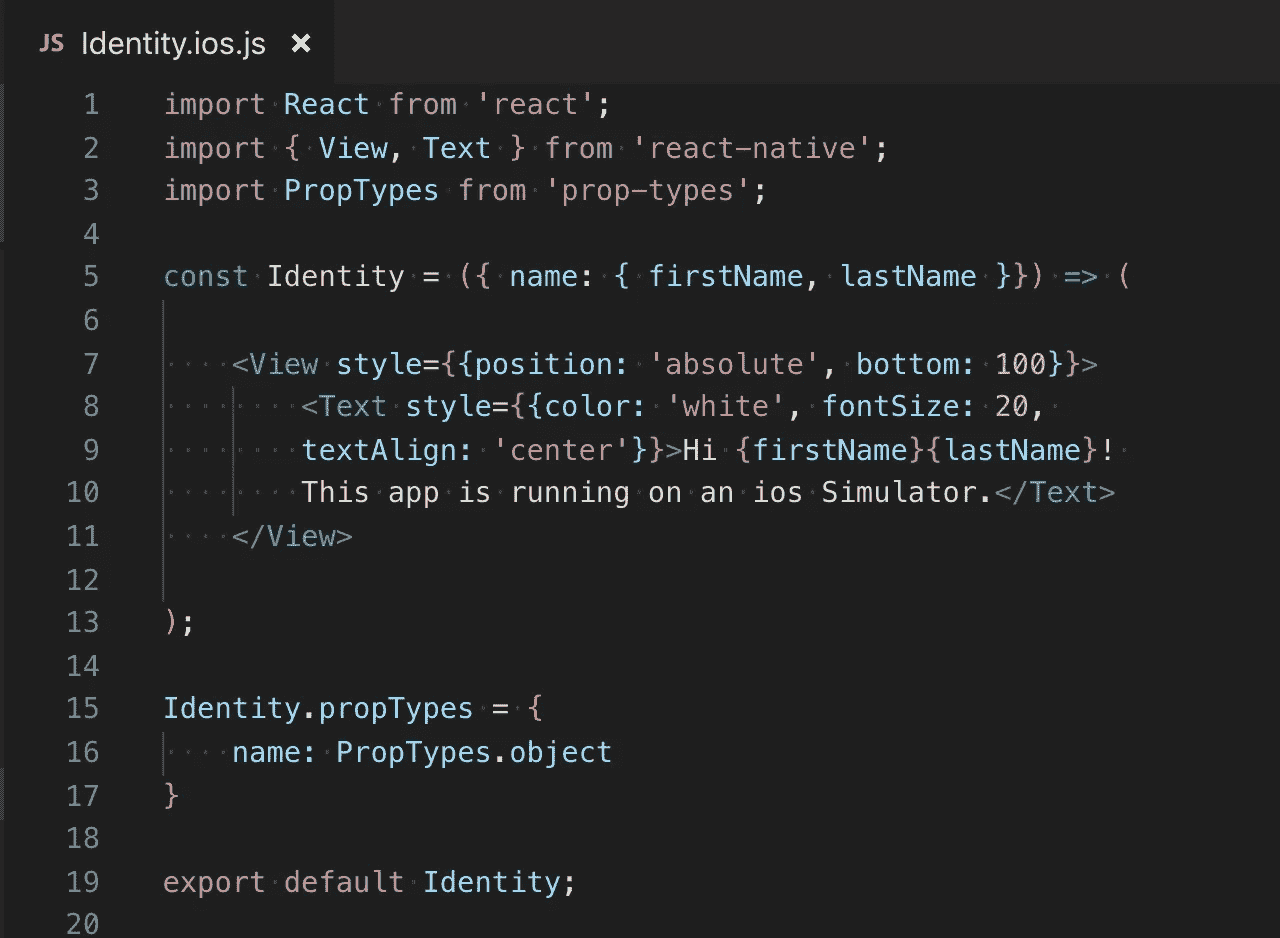 JS Identity.ios.js ×
1 import React from 'react';
2 import { View, Text } from 'react-native';
3 import PropTypes from 'prop-types';
4
5 const Identity = ({ name: { firstName, lastName }}) => (
6
7     <View style={{position: 'absolute', bottom: 100}}>
8         <Text style={{color: 'white', fontSize: 20,
9         textAlign: 'center'}}>Hi {firstName}{lastName}!
10         This app is running on an ios Simulator.</Text>
11     </View>
12
13 );
14
15 Identity.propTypes = {
16     name: PropTypes.object
17 }
18
19 export default Identity;
20